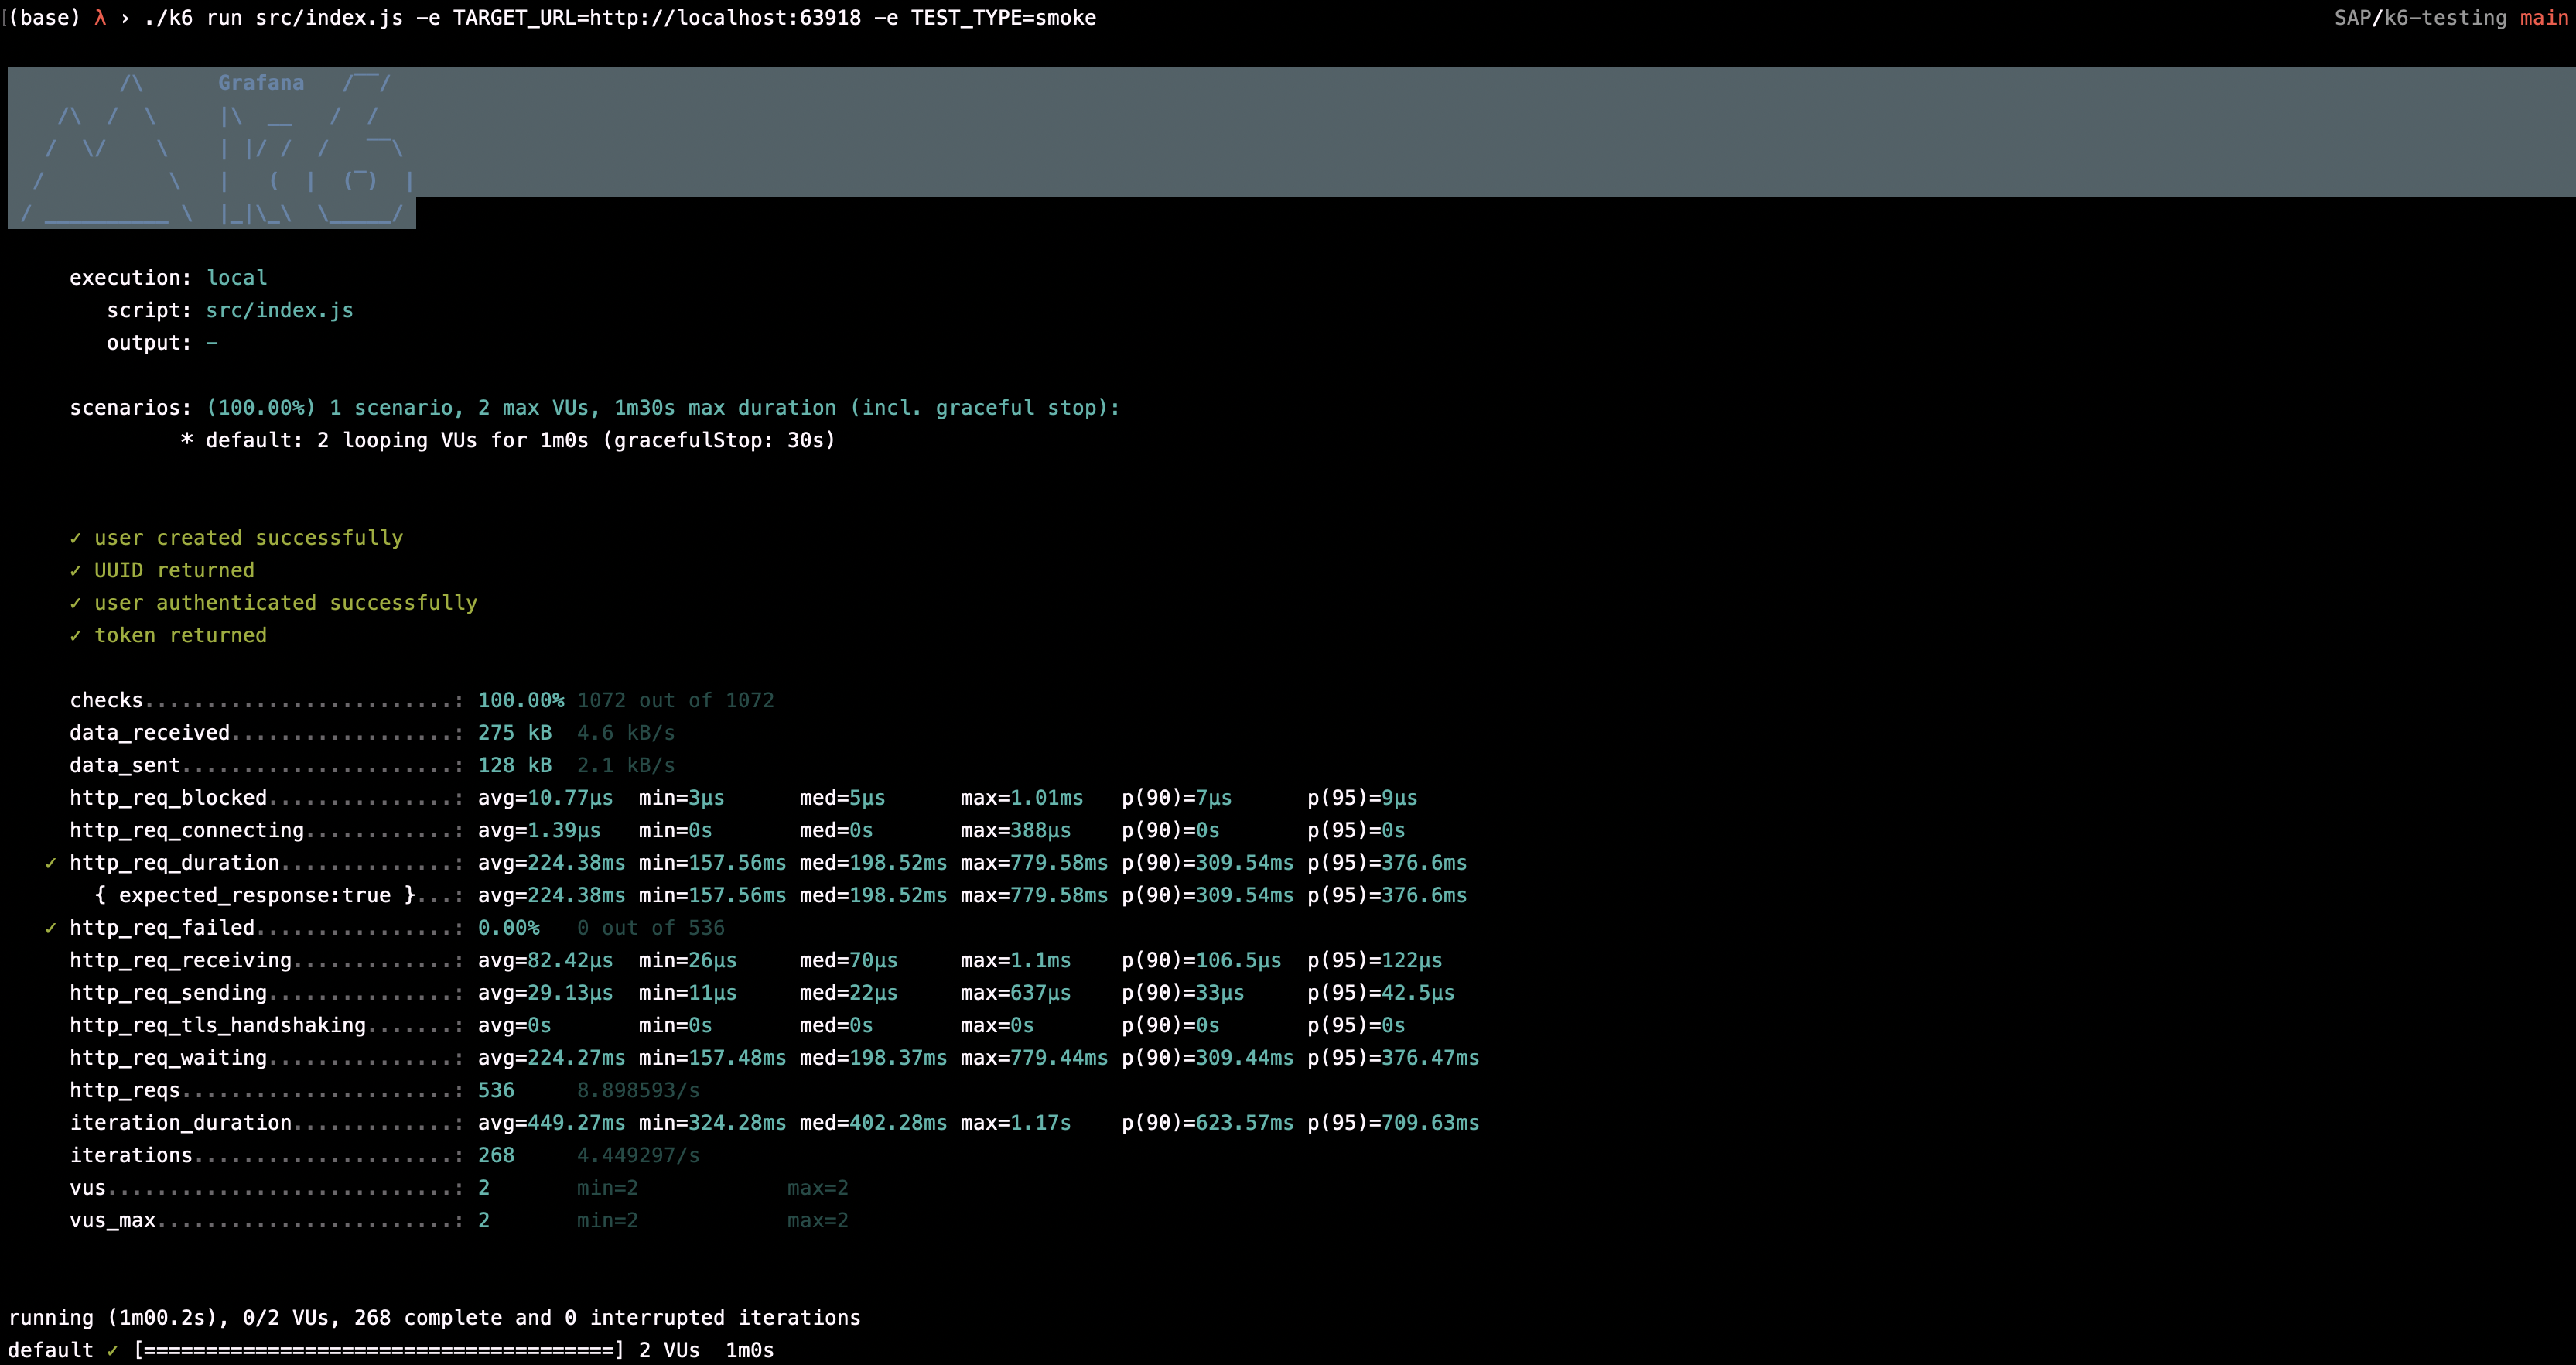 (base) λ › ./k6 run src/index.js -e TARGET_URL=http://localhost:63918 -e TEST_TYPE=smoke SAP/k6-testing main
         /\      Grafana   /‾‾/
    /\  /  \     |\  __   /  /
   /  \/    \    | |/ /  /   ‾‾\
  /          \   |   (  |  (‾)  |
 / __________ \  |_|\_\  \_____/
     execution: local
        script: src/index.js
        output: -
     scenarios: (100.00%) 1 scenario, 2 max VUs, 1m30s max duration (incl. graceful stop):
              * default: 2 looping VUs for 1m0s (gracefulStop: 30s)
     ✓ user created successfully
     ✓ UUID returned
     ✓ user authenticated successfully
     ✓ token returned
     checks.........................: 100.00% 1072 out of 1072
     data_received..................: 275 kB  4.6 kB/s
     data_sent......................: 128 kB  2.1 kB/s
     http_req_blocked...............: avg=10.77µs  min=3µs      med=5µs      max=1.01ms   p(90)=7µs      p(95)=9µs
     http_req_connecting............: avg=1.39µs   min=0s       med=0s       max=388µs    p(90)=0s       p(95)=0s
   ✓ http_req_duration..............: avg=224.38ms min=157.56ms med=198.52ms max=779.58ms p(90)=309.54ms p(95)=376.6ms
       { expected_response:true }...: avg=224.38ms min=157.56ms med=198.52ms max=779.58ms p(90)=309.54ms p(95)=376.6ms
   ✓ http_req_failed................: 0.00%   0 out of 536
     http_req_receiving.............: avg=82.42µs  min=26µs     med=70µs     max=1.1ms    p(90)=106.5µs  p(95)=122µs
     http_req_sending...............: avg=29.13µs  min=11µs     med=22µs     max=637µs    p(90)=33µs     p(95)=42.5µs
     http_req_tls_handshaking.......: avg=0s       min=0s       med=0s       max=0s       p(90)=0s       p(95)=0s
     http_req_waiting...............: avg=224.27ms min=157.48ms med=198.37ms max=779.44ms p(90)=309.44ms p(95)=376.47ms
     http_reqs......................: 536     8.898593/s
     iteration_duration.............: avg=449.27ms min=324.28ms med=402.28ms max=1.17s    p(90)=623.57ms p(95)=709.63ms
     iterations.....................: 268     4.449297/s
     vus............................: 2       min=2            max=2
     vus_max........................: 2       min=2            max=2
running (1m00.2s), 0/2 VUs, 268 complete and 0 interrupted iterations
default ✓ [======================================] 2 VUs  1m0s